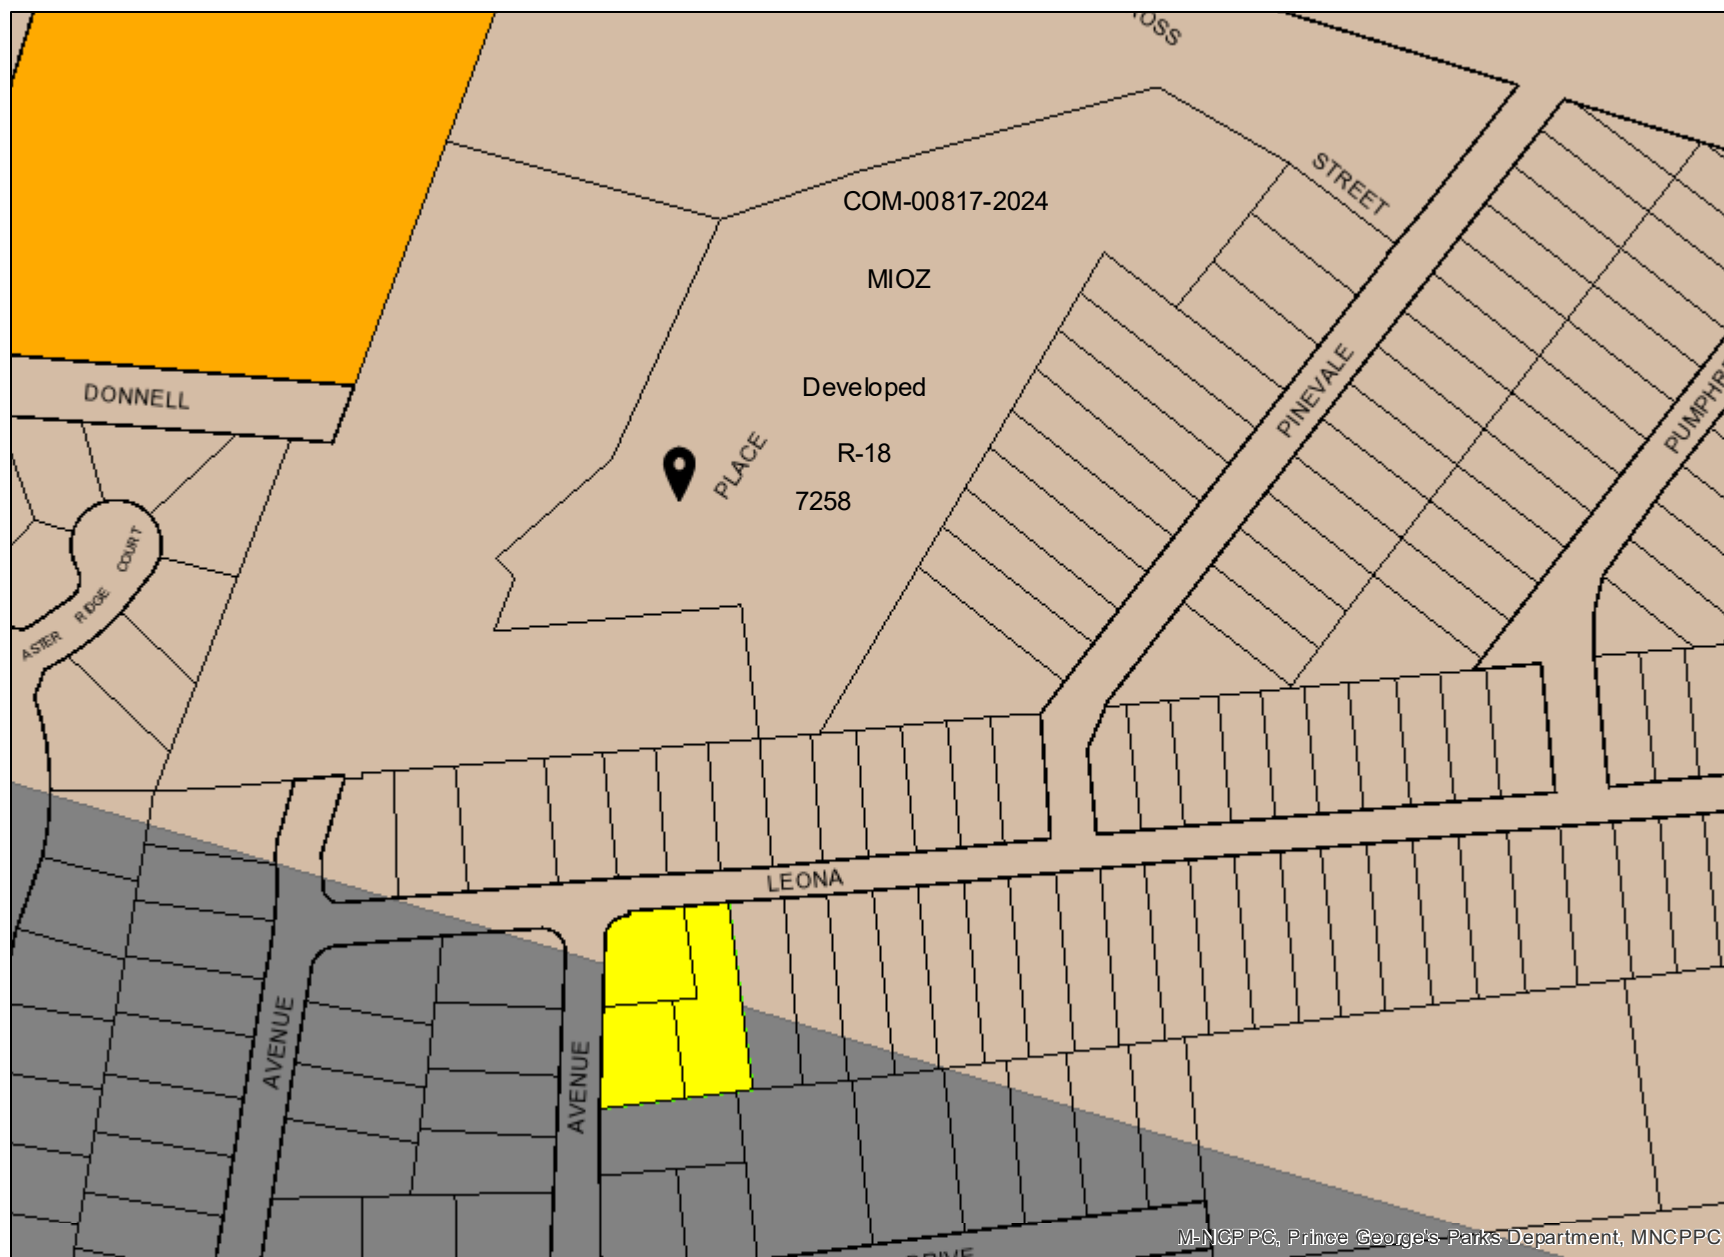 STREET
COM-00817-2024
MIOZ
PINEVALE
Developed
DONNELL
R-18
PLACE
7258
COURT
RIDGE
ASTER
LEONA
AVENUE
AVENUE
M-NCPPC, Prince George's Parks Department, MNCPPC